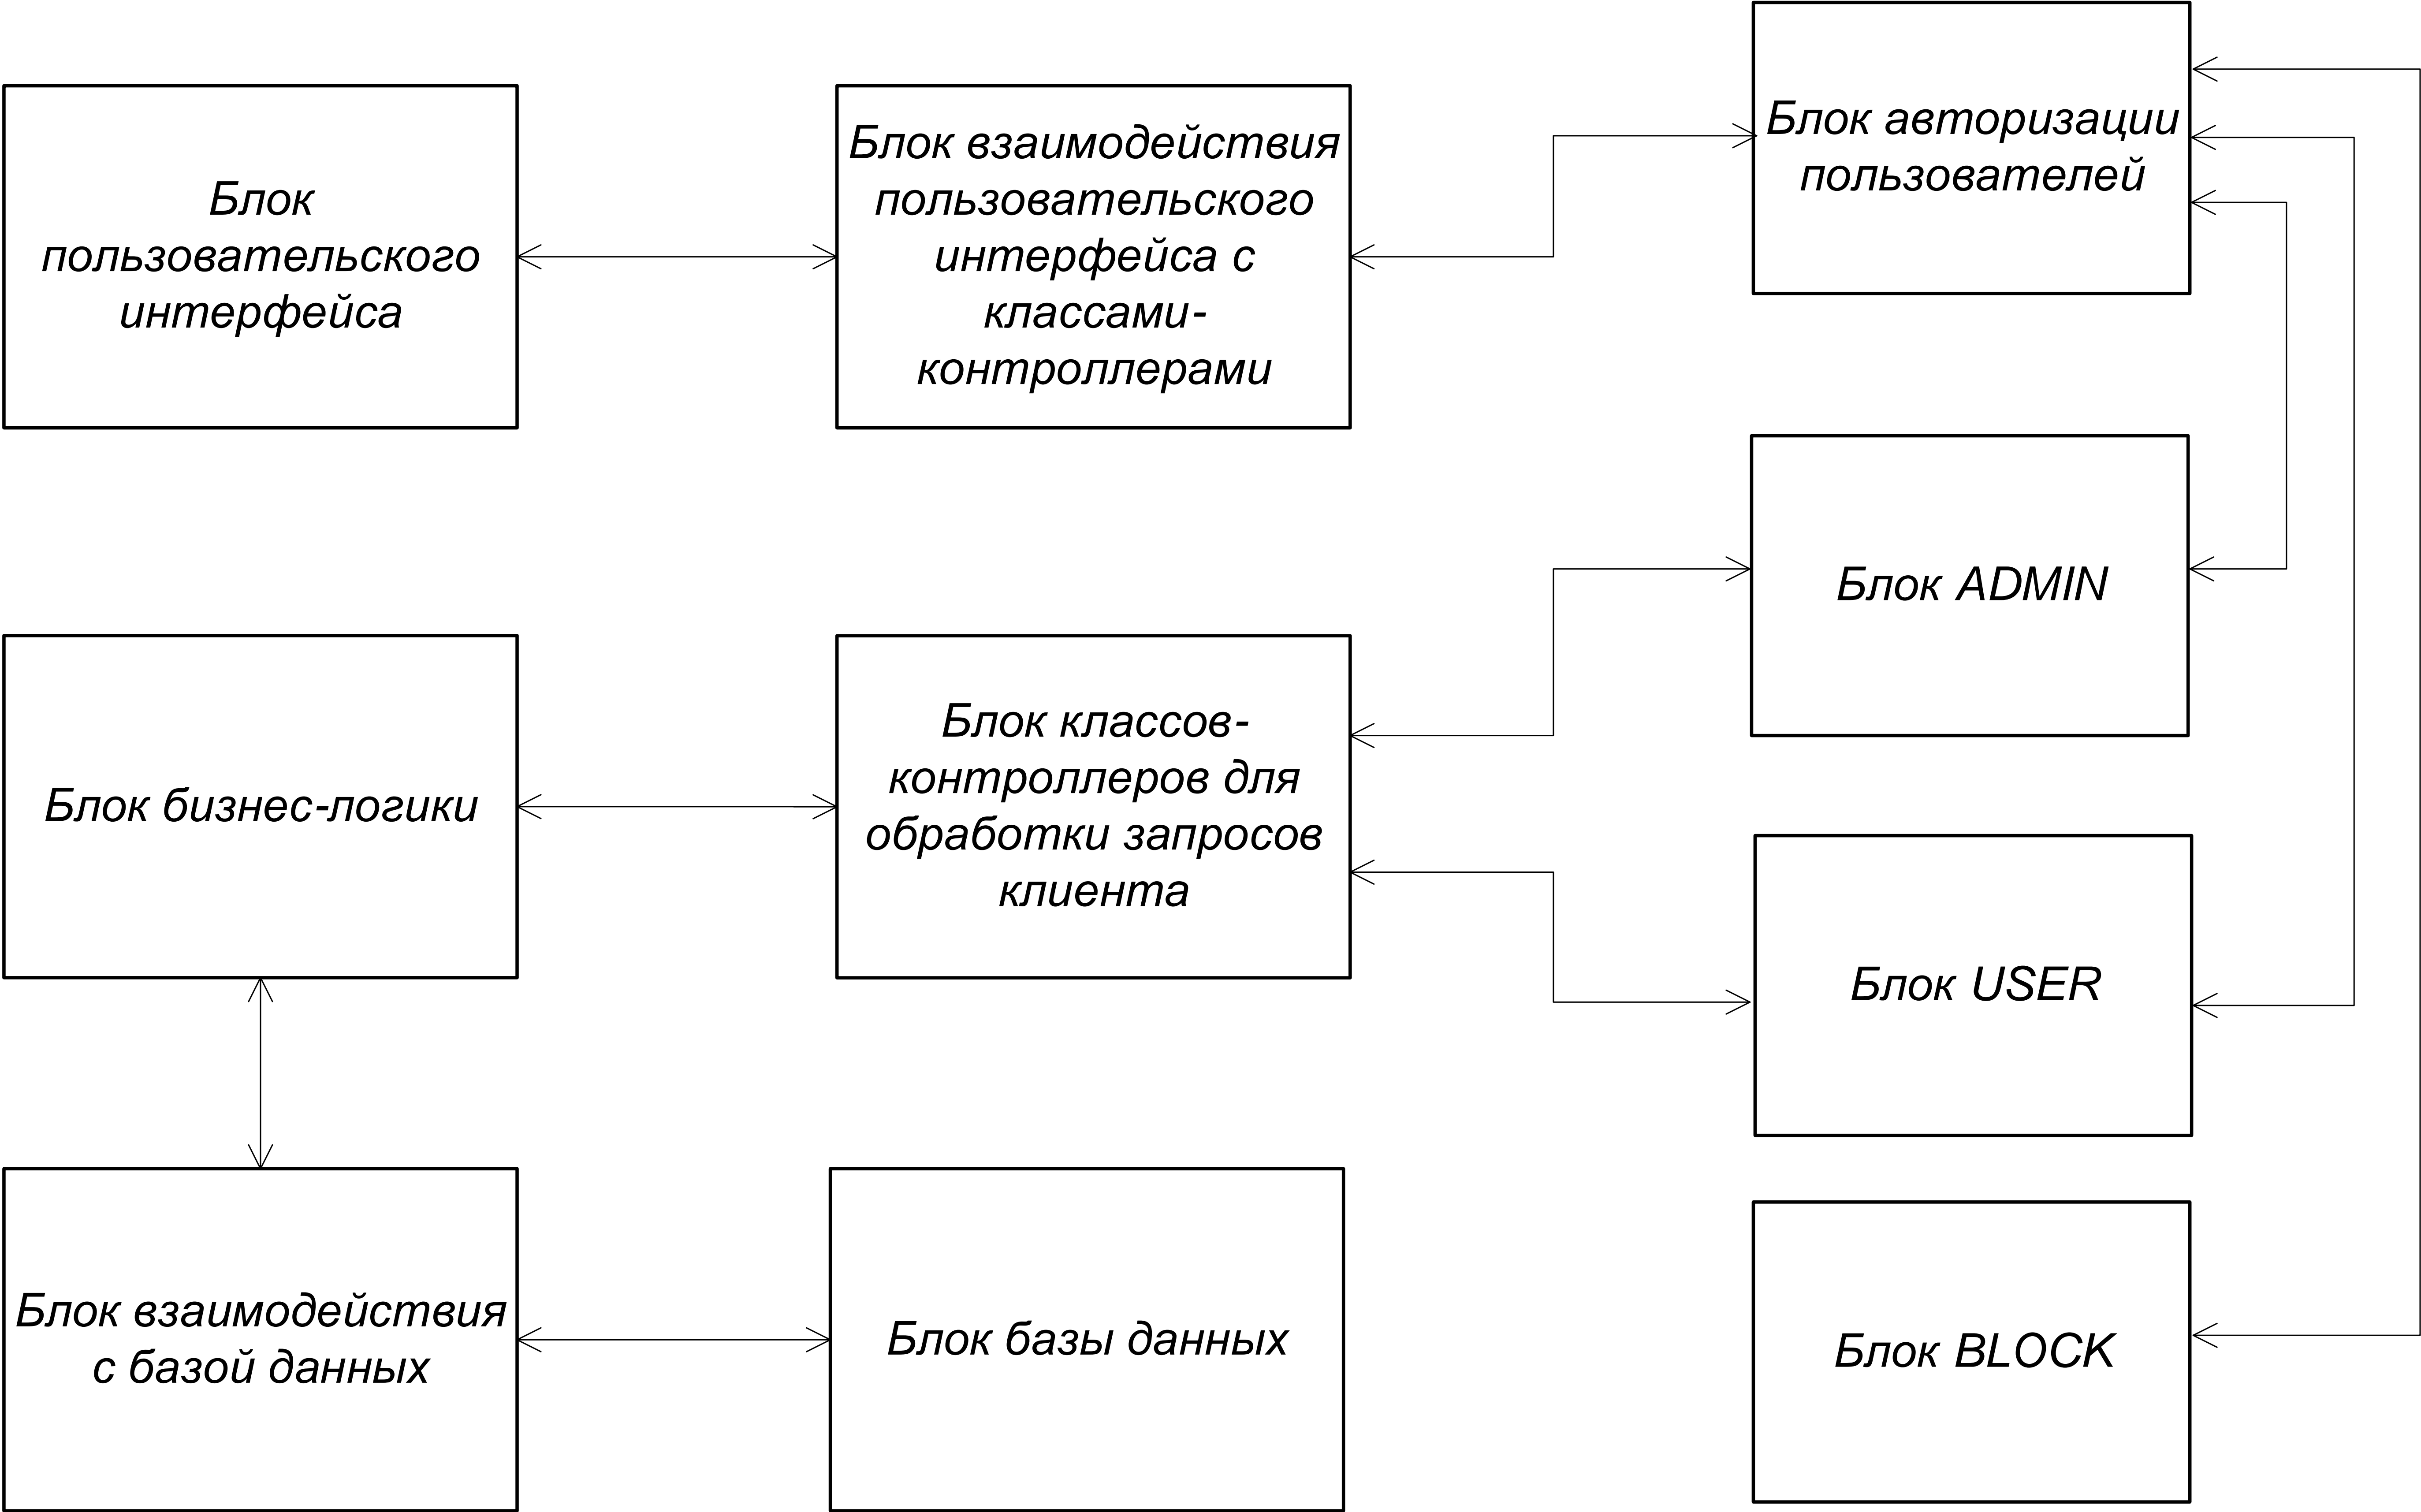 Блок
пользовательского
интерфейса
Блок взаимодействия
пользовательского
интерфейса с
классами-
контроллерами
Блок авторизации
пользователей
Блок ADMIN
Блок бизнес-логики
Блок классов-
контроллеров для
обработки запросов
клиента
Блок USER
Блок взаимодействия
с базой данных
Блок базы данных
Блок BLOCK